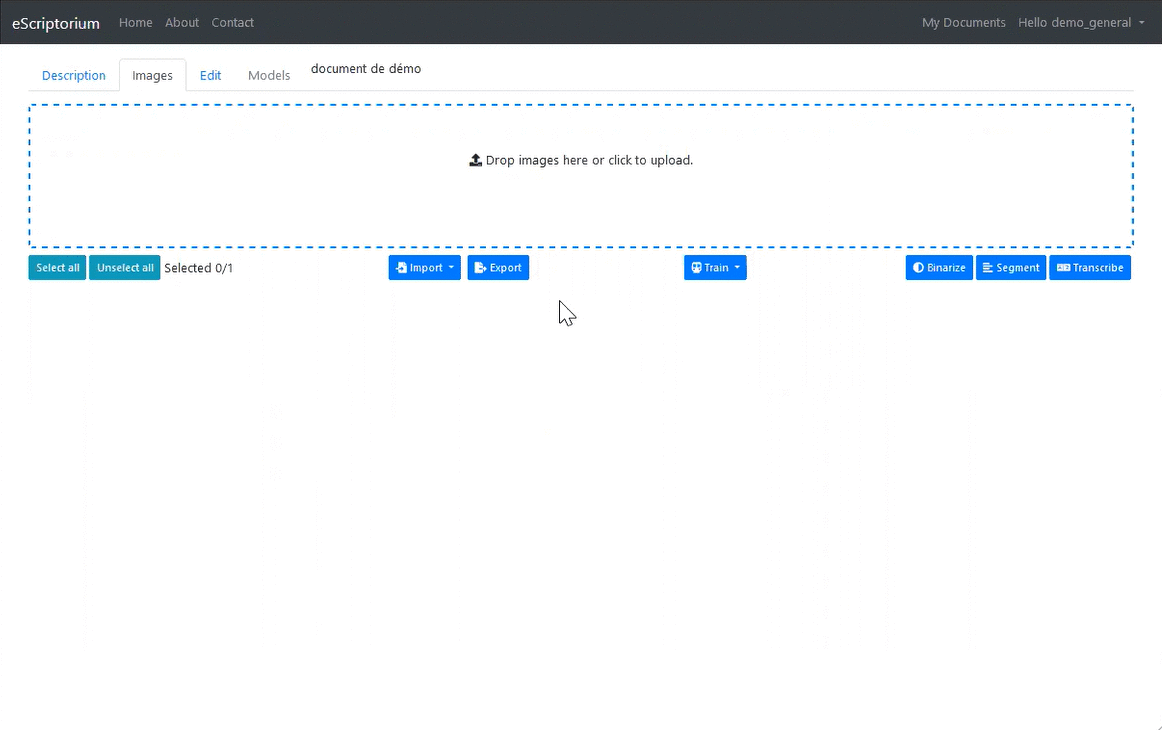 eScriptorium Home About Contact My Documents Hello demo_general
Description Images Edit Models document de démo
Drop images here or click to upload.
Select all Unselect all Selected 0/1 Import Export Train Binarize Segment Transcribe